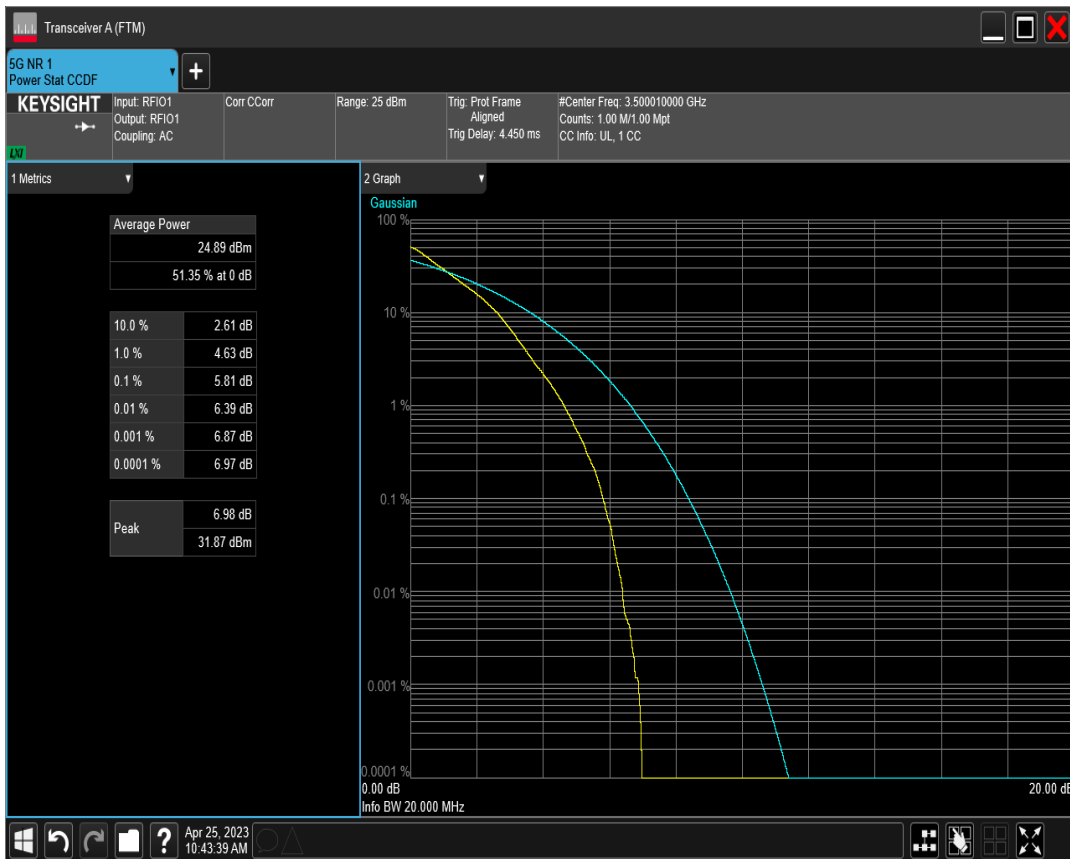 Transceiver A (FTM)
5G NR 1
Power Stat CCDF
+
KEYSIGHT
LXI
Input: RFIO1
Output: RFIO1
Coupling: AC
Corr CCorr
Range: 25 dBm
Trig: Prot Frame
Aligned
Trig Delay: 4.450 ms
#Center Freq: 3.500010000 GHz
Counts: 1.00 M/1.00 Mpt
CC Info: UL, 1 CC
1 Metrics
Average Power
24.89 dBm
51.35 % at 0 dB
10.0 % 2.61 dB
1.0 % 4.63 dB
0.1 % 5.81 dB
0.01 % 6.39 dB
0.001 % 6.87 dB
0.0001 % 6.97 dB
Peak
6.98 dB
31.87 dBm
2 Graph
Gaussian
100 %
10 %
1 %
0.1 %
0.01 %
0.001 %
0.0001 %
0.00 dB 20.00 dB
Info BW 20.000 MHz
?
Apr 25, 2023
10:43:39 AM